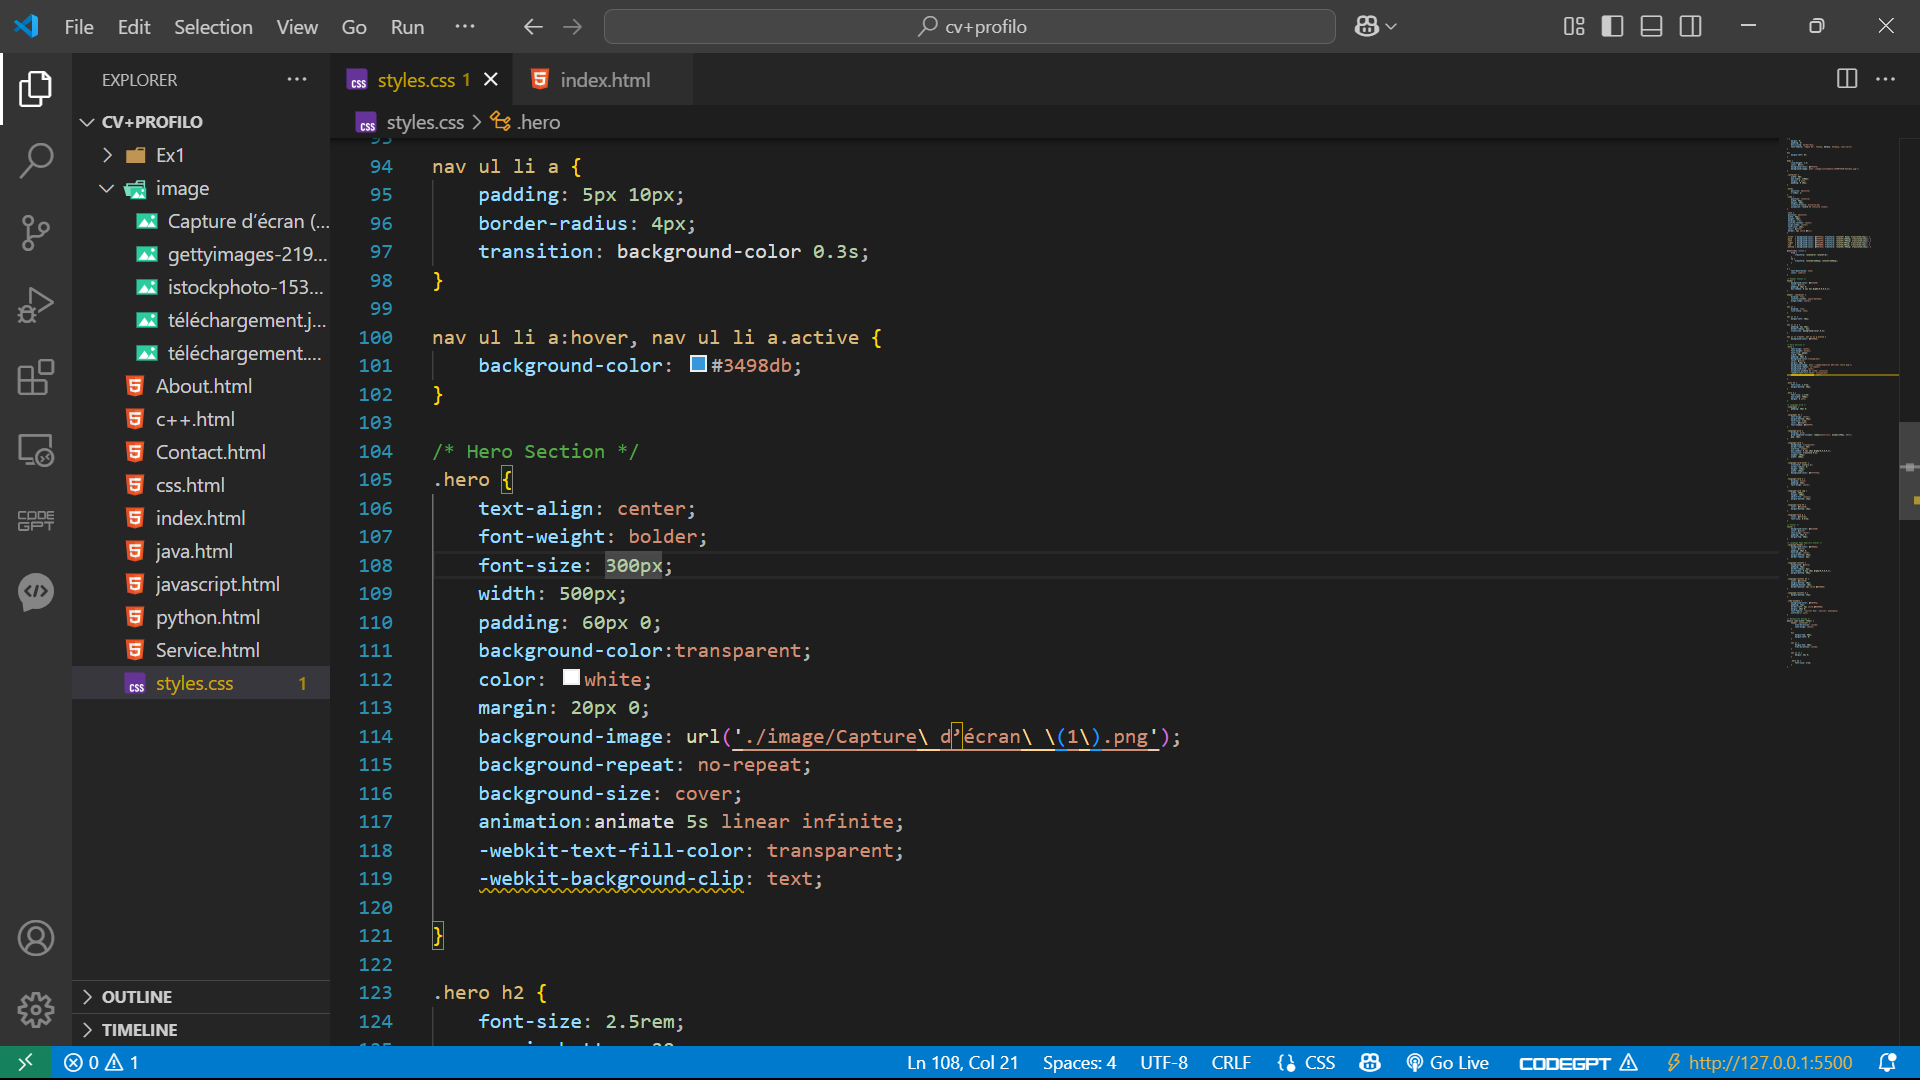 File Edit Selection View Go Run ···
cv+profilo
EXPLORER ···
CV+PROFILO
Ex1
image
Capture d’écran (...
gettyimages-219...
istockphoto-153...
téléchargement.j...
téléchargement....
About.html
c++.html
Contact.html
css.html
index.html
java.html
javascript.html
python.html
Service.html
styles.css 1
OUTLINE
TIMELINE
CODE
GPT
styles.css 1
index.html
styles.css > .hero
94 nav ul li a {
95 padding: 5px 10px;
96 border-radius: 4px;
97 transition: background-color 0.3s;
98 }
99
100 nav ul li a:hover, nav ul li a.active {
101 background-color: #3498db;
102 }
103
104 /* Hero Section */
105 .hero {
106 text-align: center;
107 font-weight: bolder;
108 font-size: 300px;
109 width: 500px;
110 padding: 60px 0;
111 background-color:transparent;
112 color: white;
113 margin: 20px 0;
114 background-image: url('./image/Capture\ d’écran\ \(1\).png');
115 background-repeat: no-repeat;
116 background-size: cover;
117 animation:animate 5s linear infinite;
118 -webkit-text-fill-color: transparent;
119 -webkit-background-clip: text;
120
121 }
122
123 .hero h2 {
124 font-size: 2.5rem;
0 1
Ln 108, Col 21
Spaces: 4
UTF-8
CRLF
{} CSS
Go Live
CODEGPT
http://127.0.0.1:5500